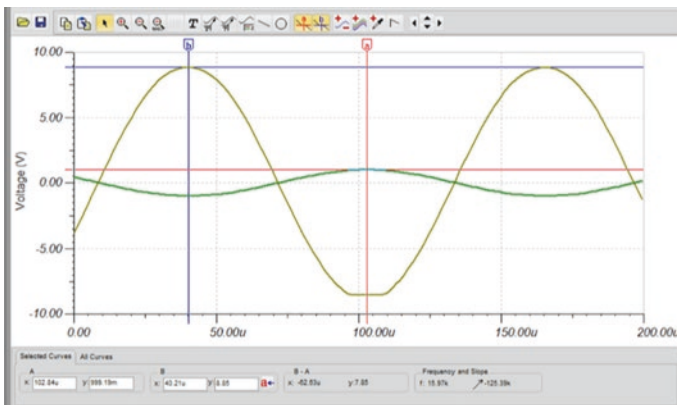 T
b a
10.00
5.00
0.00
-5.00
-10.00
Voltage (V)
0.00 50.00u 100.00u 150.00u 200.00u
Selected Curves All Curves
A B B - A Frequency and Slope
x: 102.84u y: 999.19m x: 40.21u y: 8.85 a x: -62.63u y: 7.85 f: 15.97k -125.39k